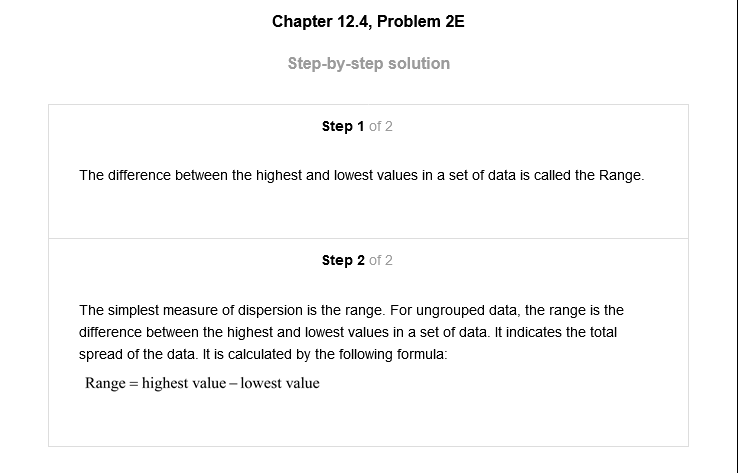 Chapter 12.4, Problem 2E
Step-by-step solution
Step 1 of 2
The difference between the highest and lowest values in a set of data is called the Range.
Step 2 of 2
The simplest measure of dispersion is the range. For ungrouped data, the range is the
difference between the highest and lowest values in a set of data. It indicates the total
spread of the data. It is calculated by the following formula:
Range = highest value – lowest value